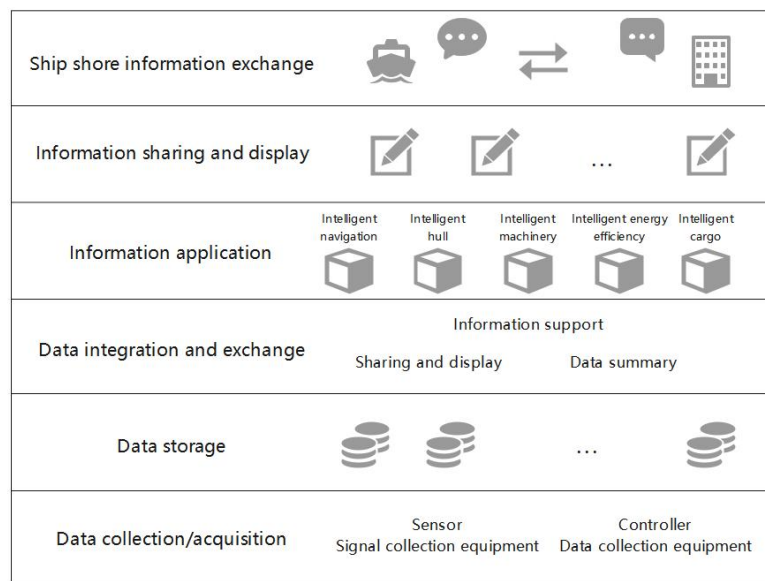 Ship shore information exchange
Information sharing and display
...
Intelligent navigation
Intelligent hull
Intelligent machinery
Intelligent energy efficiency
Intelligent cargo
Information application
Information support
Data integration and exchange
Sharing and display
Data summary
Data storage
...
Data collection/acquisition
Sensor
Signal collection equipment
Controller
Data collection equipment